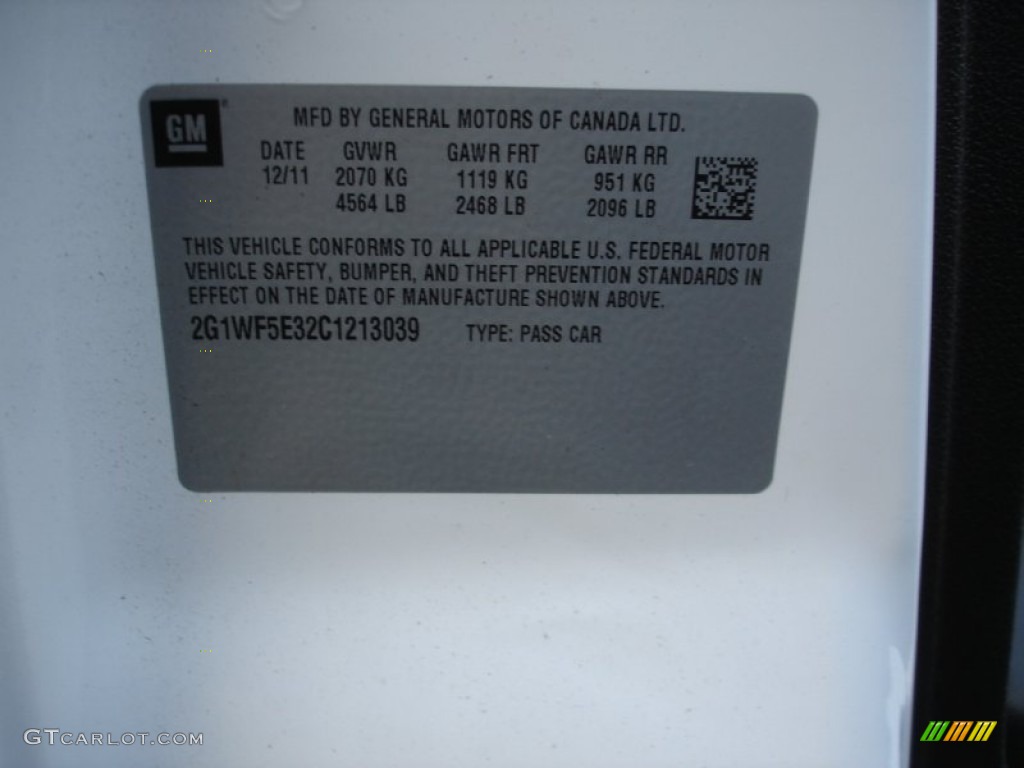 GM
MFD BY GENERAL MOTORS OF CANADA LTD.
DATE GVWR GAWR FRT GAWR RR
12/11 2070 KG 1119 KG 951 KG
4564 LB 2468 LB 2096 LB
THIS VEHICLE CONFORMS TO ALL APPLICABLE U.S. FEDERAL MOTOR
VEHICLE SAFETY, BUMPER, AND THEFT PREVENTION STANDARDS IN
EFFECT ON THE DATE OF MANUFACTURE SHOWN ABOVE.
2G1WF5E32C1213039 TYPE: PASS CAR
GTCARLOT.COM